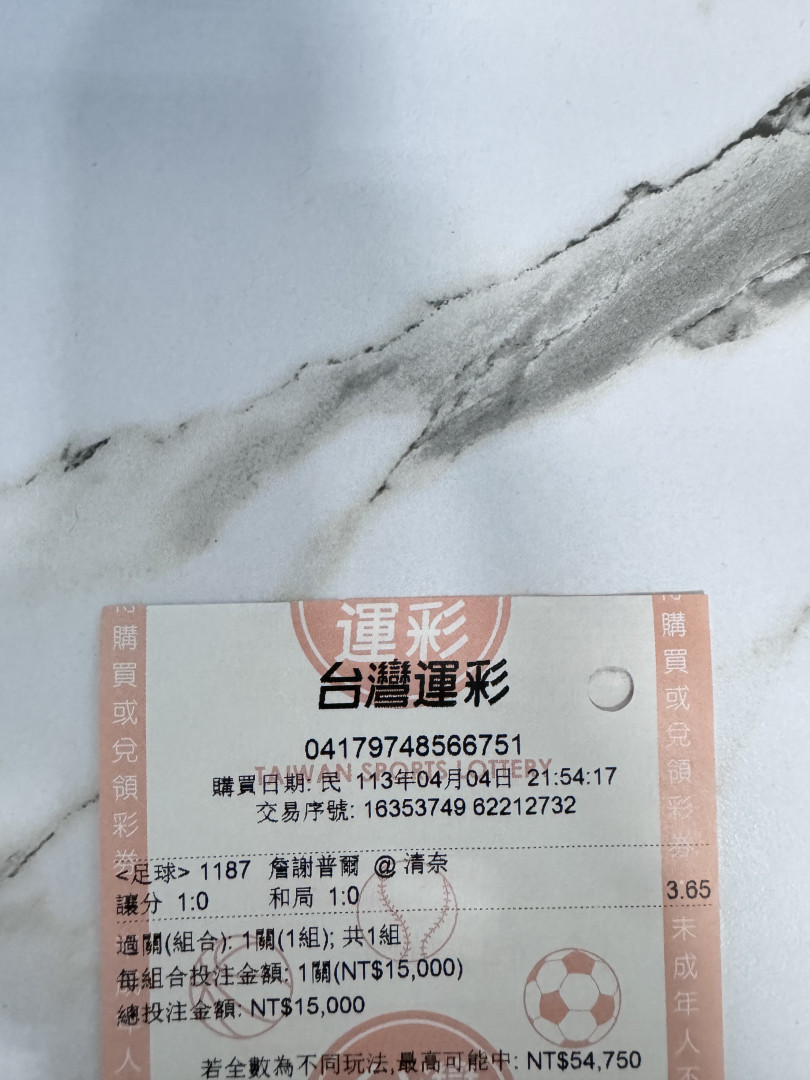 運彩
台灣運彩
04179748566751
TAIWAN SPORTS LOTTERY
購買日期: 民 113年04月04日 21:54:17
交易序號: 16353749 62212732
<足球> 1187 詹謝普爾 @ 清奈
讓分 1:0 和局 1:0 3.65
過關(組合): 1關(1組); 共1組
每組合投注金額: 1關(NT$15,000)
總投注金額: NT$15,000
若全數為不同玩法,最高可能中: NT$54,750
購買或兌領彩券
人
購買或兌領彩券
未成年人不